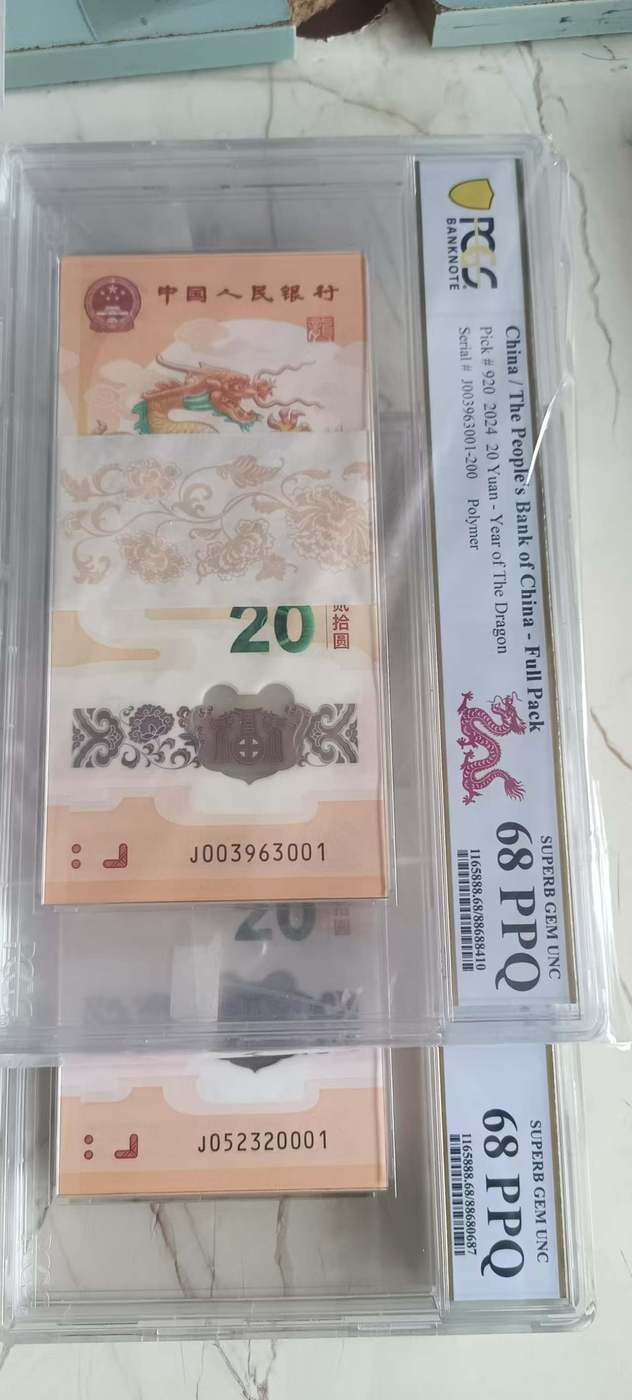 中国人民银行
20
贰拾圆
J003963001
PCGS
BANKNOTE
China / The People's Bank of China - Full Pack
Pick # 920 2024 20 Yuan - Year of The Dragon
Serial # J003963001-200 Polymer
SUPERB GEM UNC
68 PPQ
1165888.68/88688410
20
J052320001
SUPERB GEM UNC
68 PPQ
1165888.68/88680687